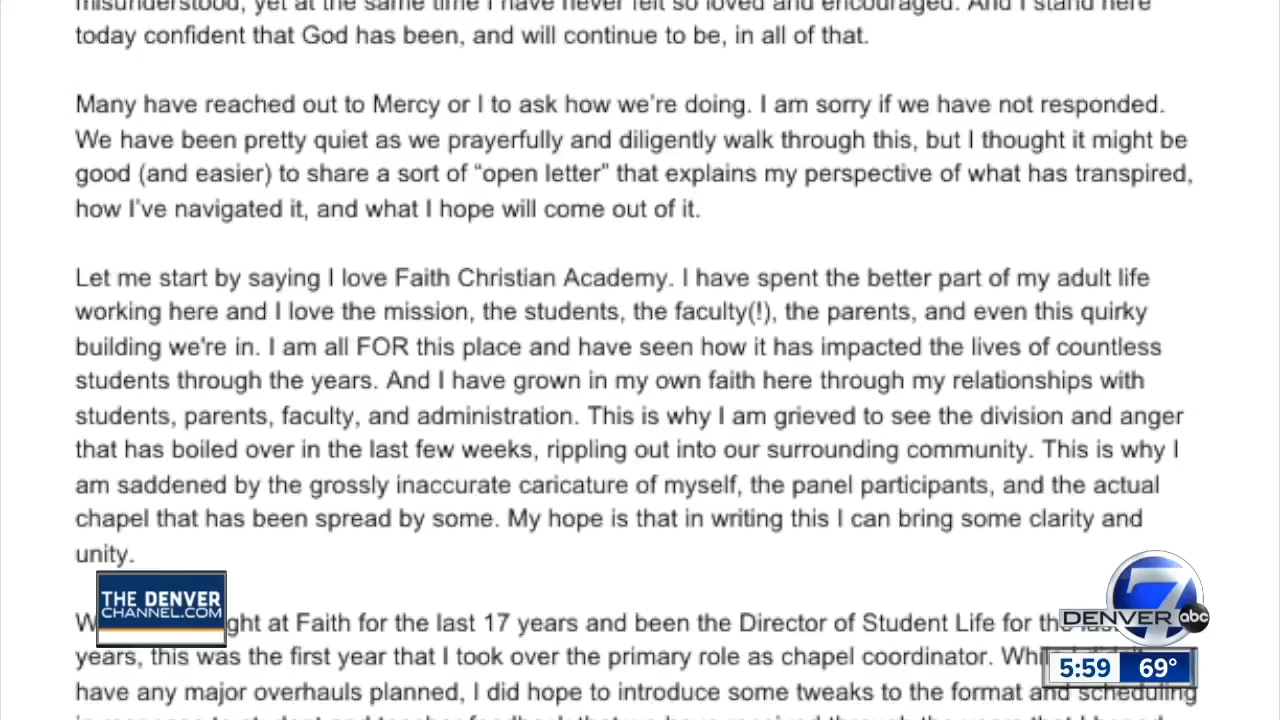 misunderstood, yet at the same time I have never felt so loved and encouraged. And I stand here
today confident that God has been, and will continue to be, in all of that.
Many have reached out to Mercy or I to ask how we're doing. I am sorry if we have not responded.
We have been pretty quiet as we prayerfully and diligently walk through this, but I thought it might be
good (and easier) to share a sort of “open letter” that explains my perspective of what has transpired,
how I've navigated it, and what I hope will come out of it.
Let me start by saying I love Faith Christian Academy. I have spent the better part of my adult life
working here and I love the mission, the students, the faculty(!), the parents, and even this quirky
building we're in. I am all FOR this place and have seen how it has impacted the lives of countless
students through the years. And I have grown in my own faith here through my relationships with
students, parents, faculty, and administration. This is why I am grieved to see the division and anger
that has boiled over in the last few weeks, rippling out into our surrounding community. This is why I
am saddened by the grossly inaccurate caricature of myself, the panel participants, and the actual
chapel that has been spread by some. My hope is that in writing this I can bring some clarity and
unity.
ght at Faith for the last 17 years and been the Director of Student Life for the last
years, this was the first year that I took over the primary role as chapel coordinator.
have any major overhauls planned, I did hope to introduce some tweaks to the format and scheduling
THE DENVER
CHANNEL.COM
7
DENVER abc
5:59 69°